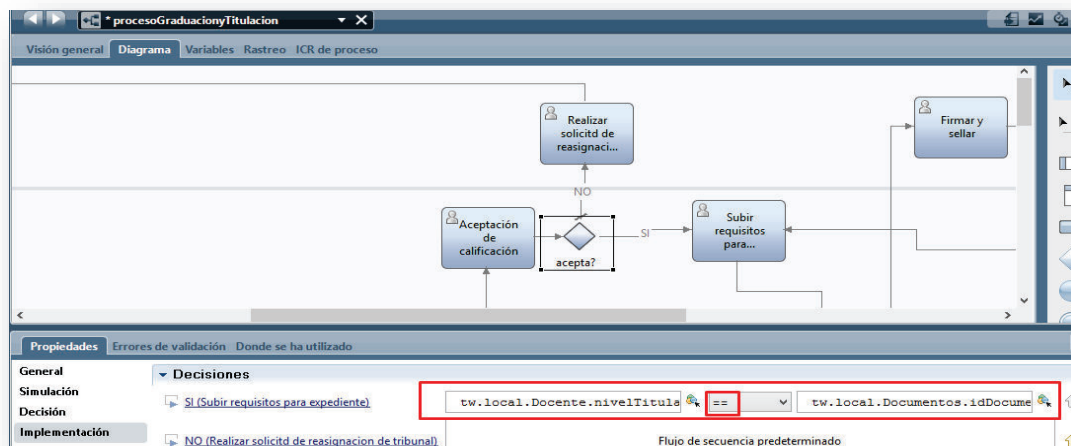 * procesoGraduacionyTitulacion
Visión general Diagrama Variables Rastreo ICR de proceso
Realizar
solicitd de
reasignaci...
Firmar y
sellar
NO
Aceptación
de
calificación
SI
Subir
requisitos
para...
acepta?
Propiedades Errores de validación Donde se ha utilizado
General
Simulación
Decisión
Implementación
Decisiones
SI (Subir requisitos para expediente)
tw.local.Docente.nivelTitula == tw.local.Documentos.idDocume
NO (Realizar solicitd de reasignacion de tribunal)
Flujo de secuencia predeterminado